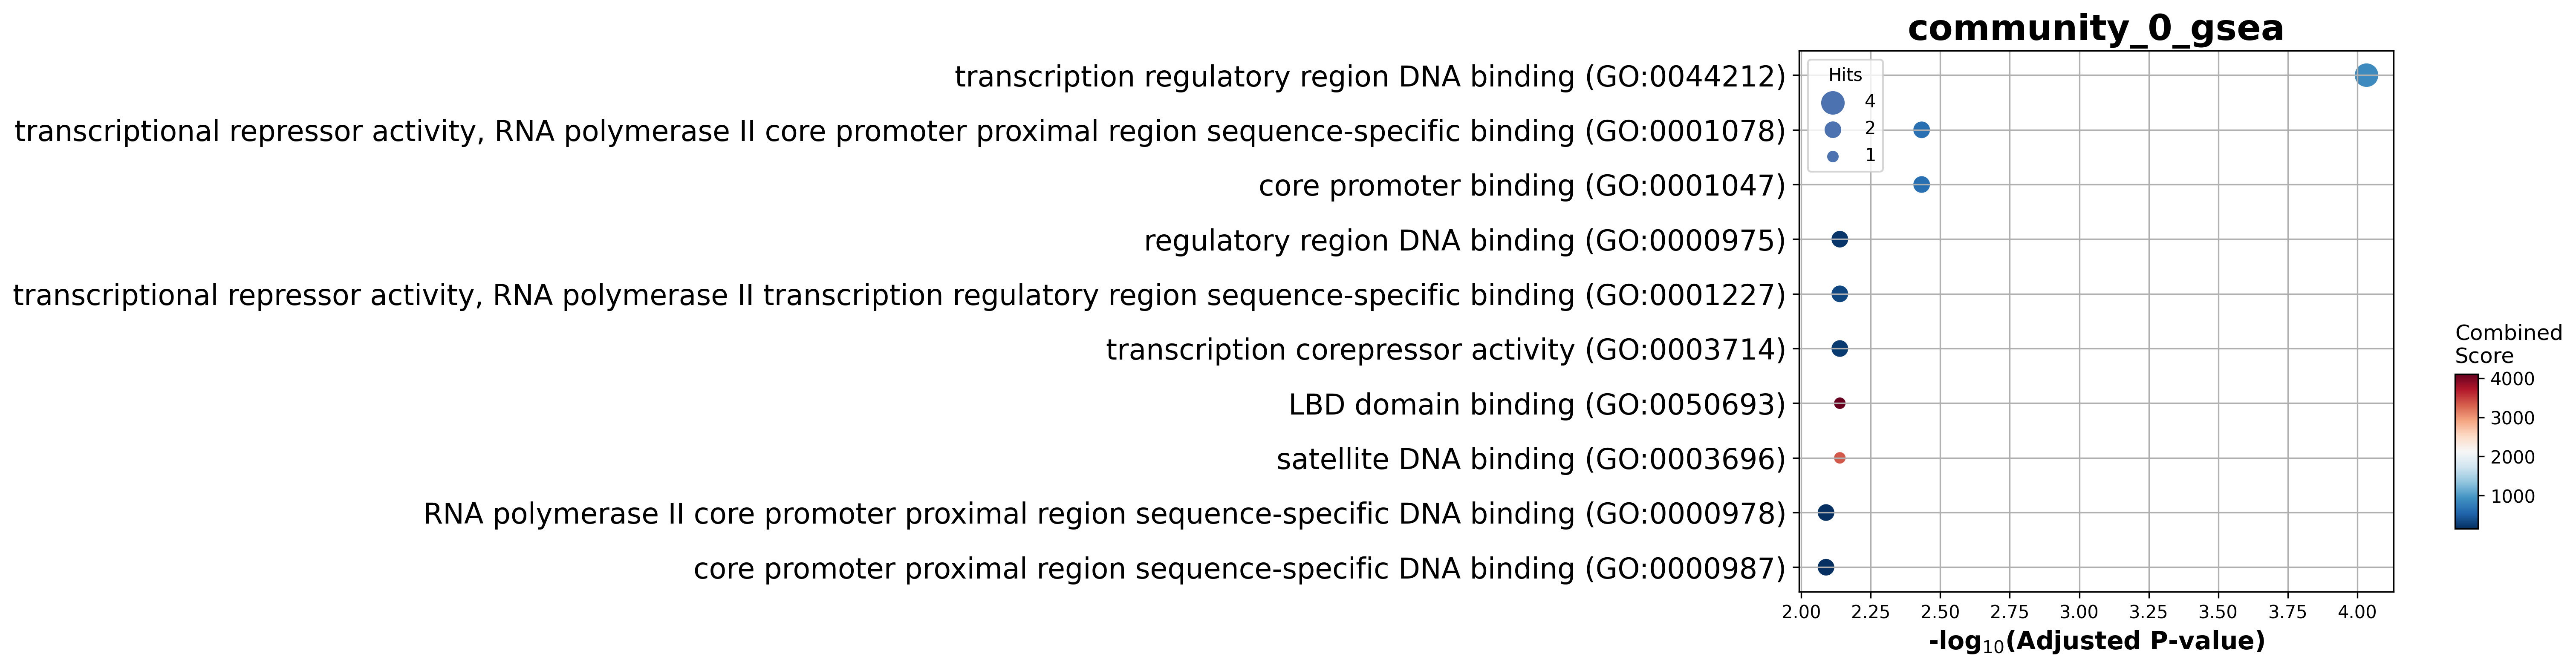 community_0_gsea
transcription regulatory region DNA binding (GO:0044212)
transcriptional repressor activity, RNA polymerase II core promoter proximal region sequence-specific binding (GO:0001078)
core promoter binding (GO:0001047)
regulatory region DNA binding (GO:0000975)
transcriptional repressor activity, RNA polymerase II transcription regulatory region sequence-specific binding (GO:0001227)
transcription corepressor activity (GO:0003714)
LBD domain binding (GO:0050693)
satellite DNA binding (GO:0003696)
RNA polymerase II core promoter proximal region sequence-specific DNA binding (GO:0000978)
core promoter proximal region sequence-specific DNA binding (GO:0000987)
Hits
4
2
1
2.00 2.25 2.50 2.75 3.00 3.25 3.50 3.75 4.00
-log₁₀(Adjusted P-value)
Combined
Score
4000
3000
2000
1000